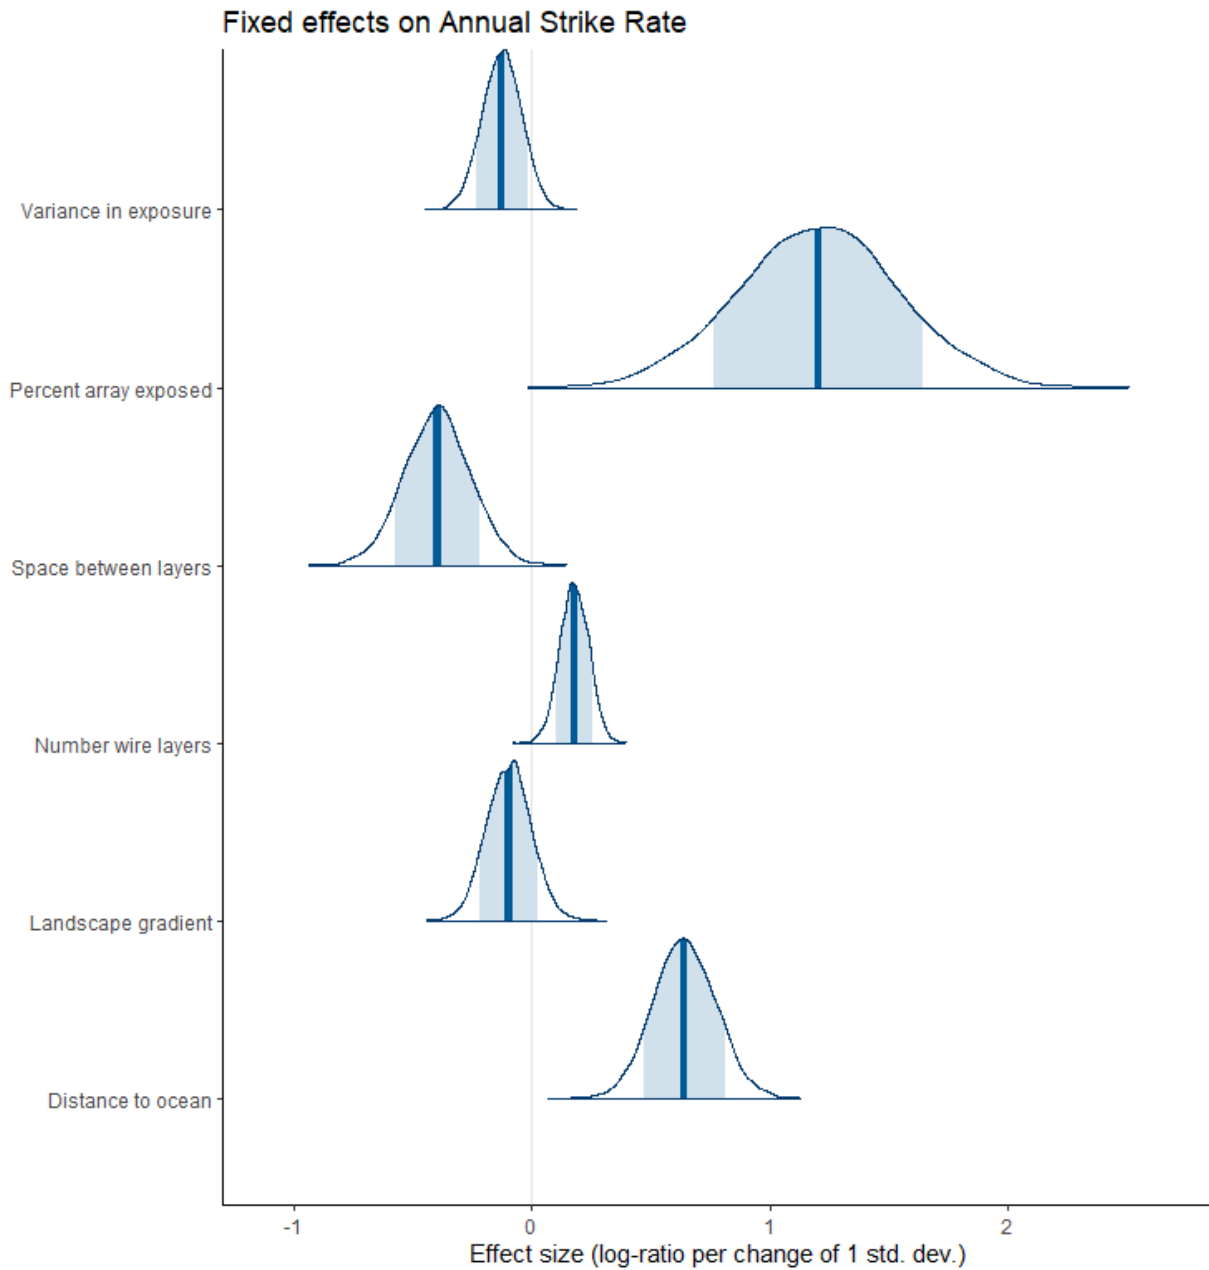 Fixed effects on Annual Strike Rate
Variance in exposure
Percent array exposed
Space between layers
Number wire layers
Landscape gradient
Distance to ocean
-1 0 1 2
Effect size (log-ratio per change of 1 std. dev.)